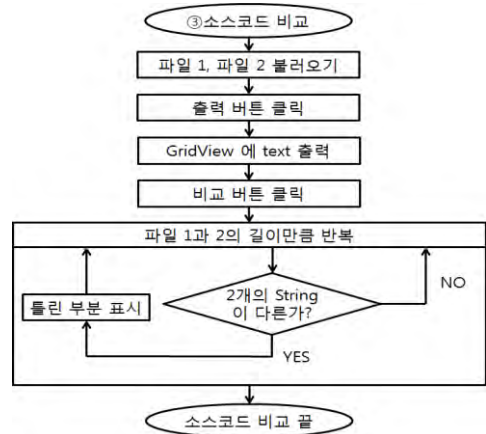 ③소스코드 비교
파일 1, 파일 2 불러오기
출력 버튼 클릭
GridView 에 text 출력
비교 버튼 클릭
파일 1과 2의 길이만큼 반복
2개의 String
이 다른가?
NO
틀린 부분 표시
YES
소스코드 비교 끝